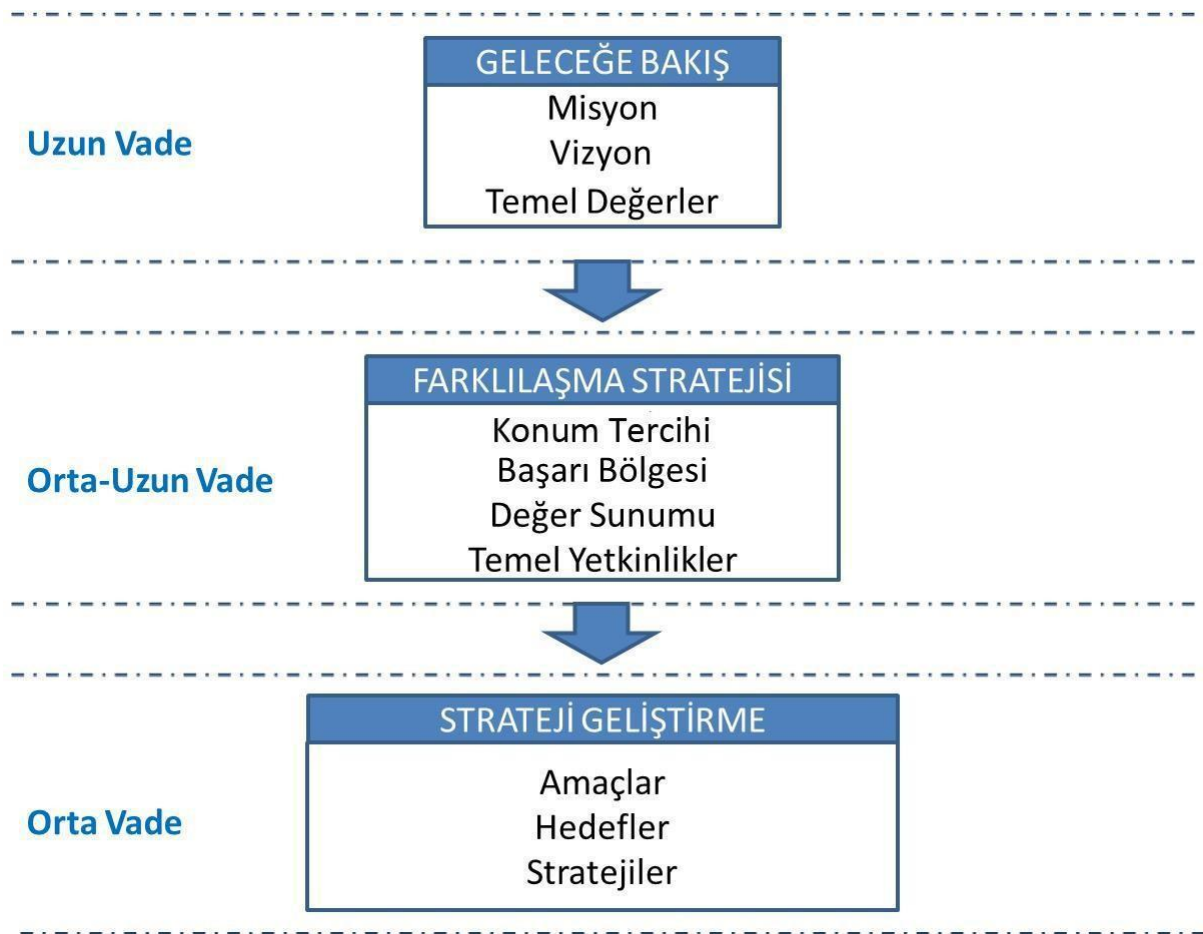 GELECEĞE BAKIŞ
Misyon
Uzun Vade
Vizyon
Temel Değerler
FARKLILAŞMA STRATEJİSİ
Konum Tercihi
Başarı Bölgesi
Orta-Uzun Vade
Değer Sunumu
Temel Yetkinlikler
STRATEJİ GELİŞTİRME
Amaçlar
Orta Vade
Hedefler
Stratejiler